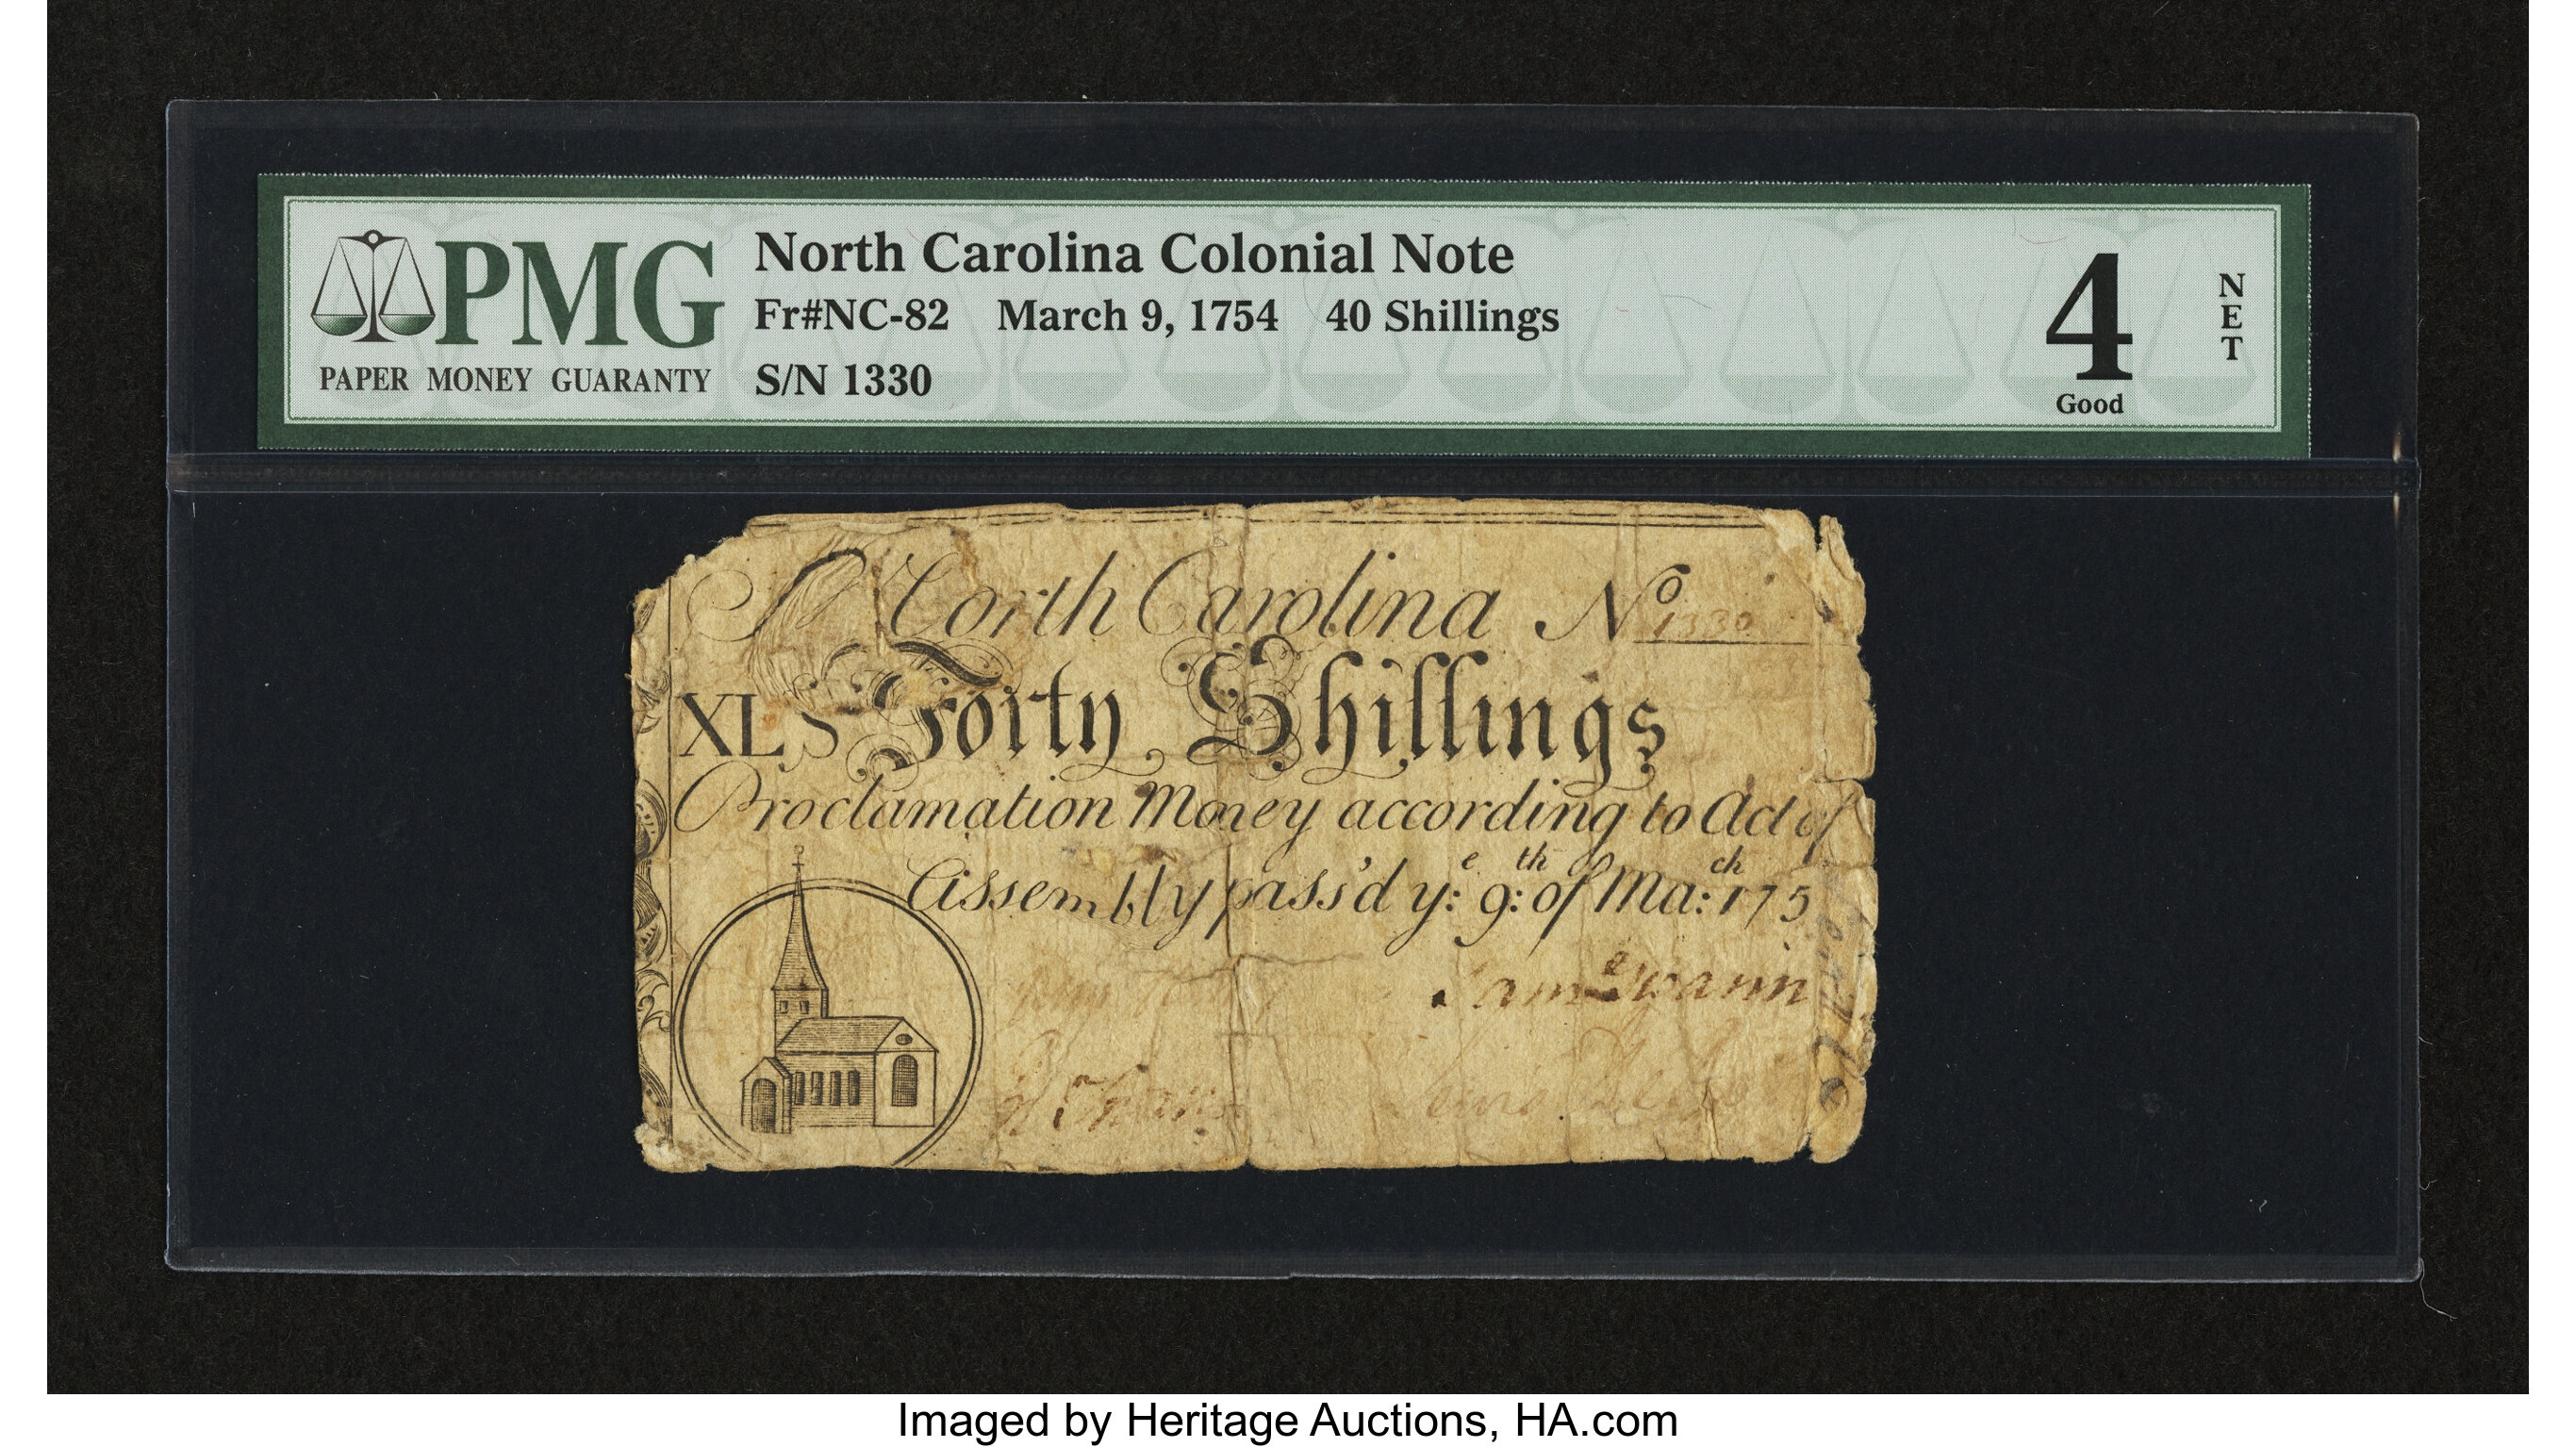 PMG
PAPER MONEY GUARANTY
North Carolina Colonial Note
Fr#NC-82 March 9, 1754 40 Shillings
S/N 1330
4
Good
NET
North Carolina No 1330
XLS Forty Shillings
Proclamation Money according to Act of
Assembly pass'd ye: 9th: of Mach: 175
Saml Swann
Imaged by Heritage Auctions, HA.com